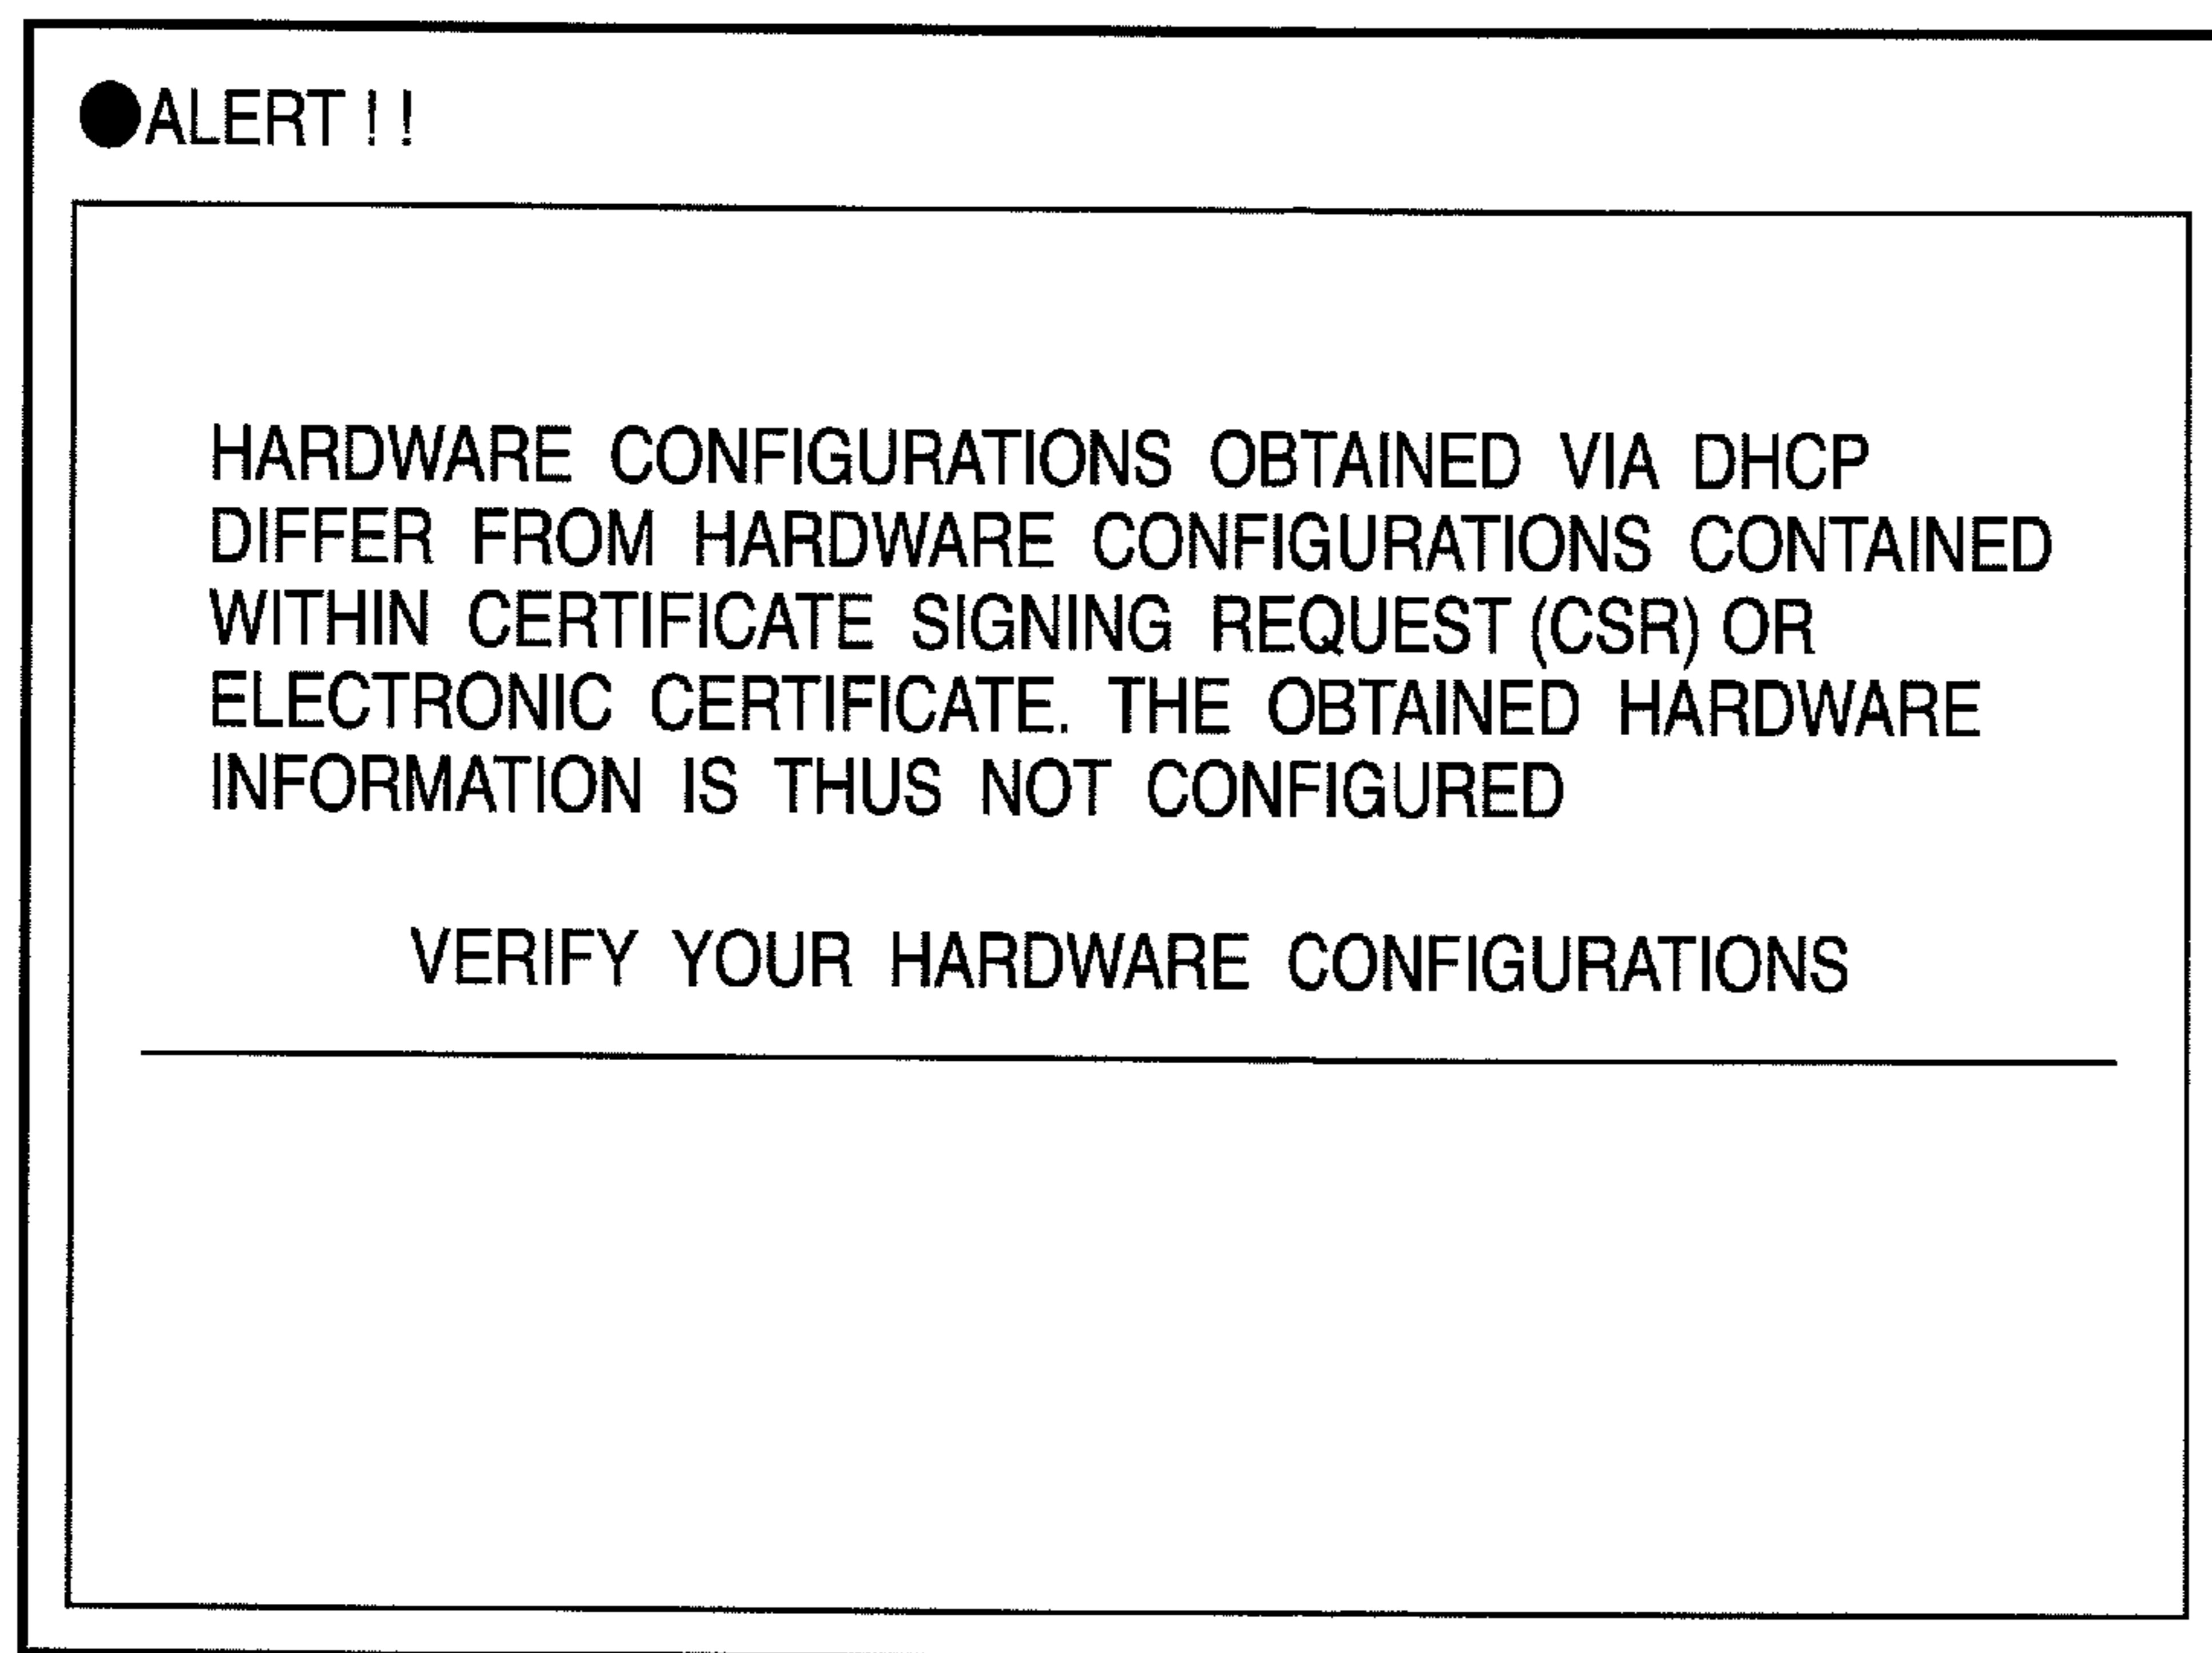 ●ALERT ! !
HARDWARE CONFIGURATIONS OBTAINED VIA DHCP
DIFFER FROM HARDWARE CONFIGURATIONS CONTAINED
WITHIN CERTIFICATE SIGNING REQUEST (CSR) OR
ELECTRONIC CERTIFICATE. THE OBTAINED HARDWARE
INFORMATION IS THUS NOT CONFIGURED
VERIFY YOUR HARDWARE CONFIGURATIONS